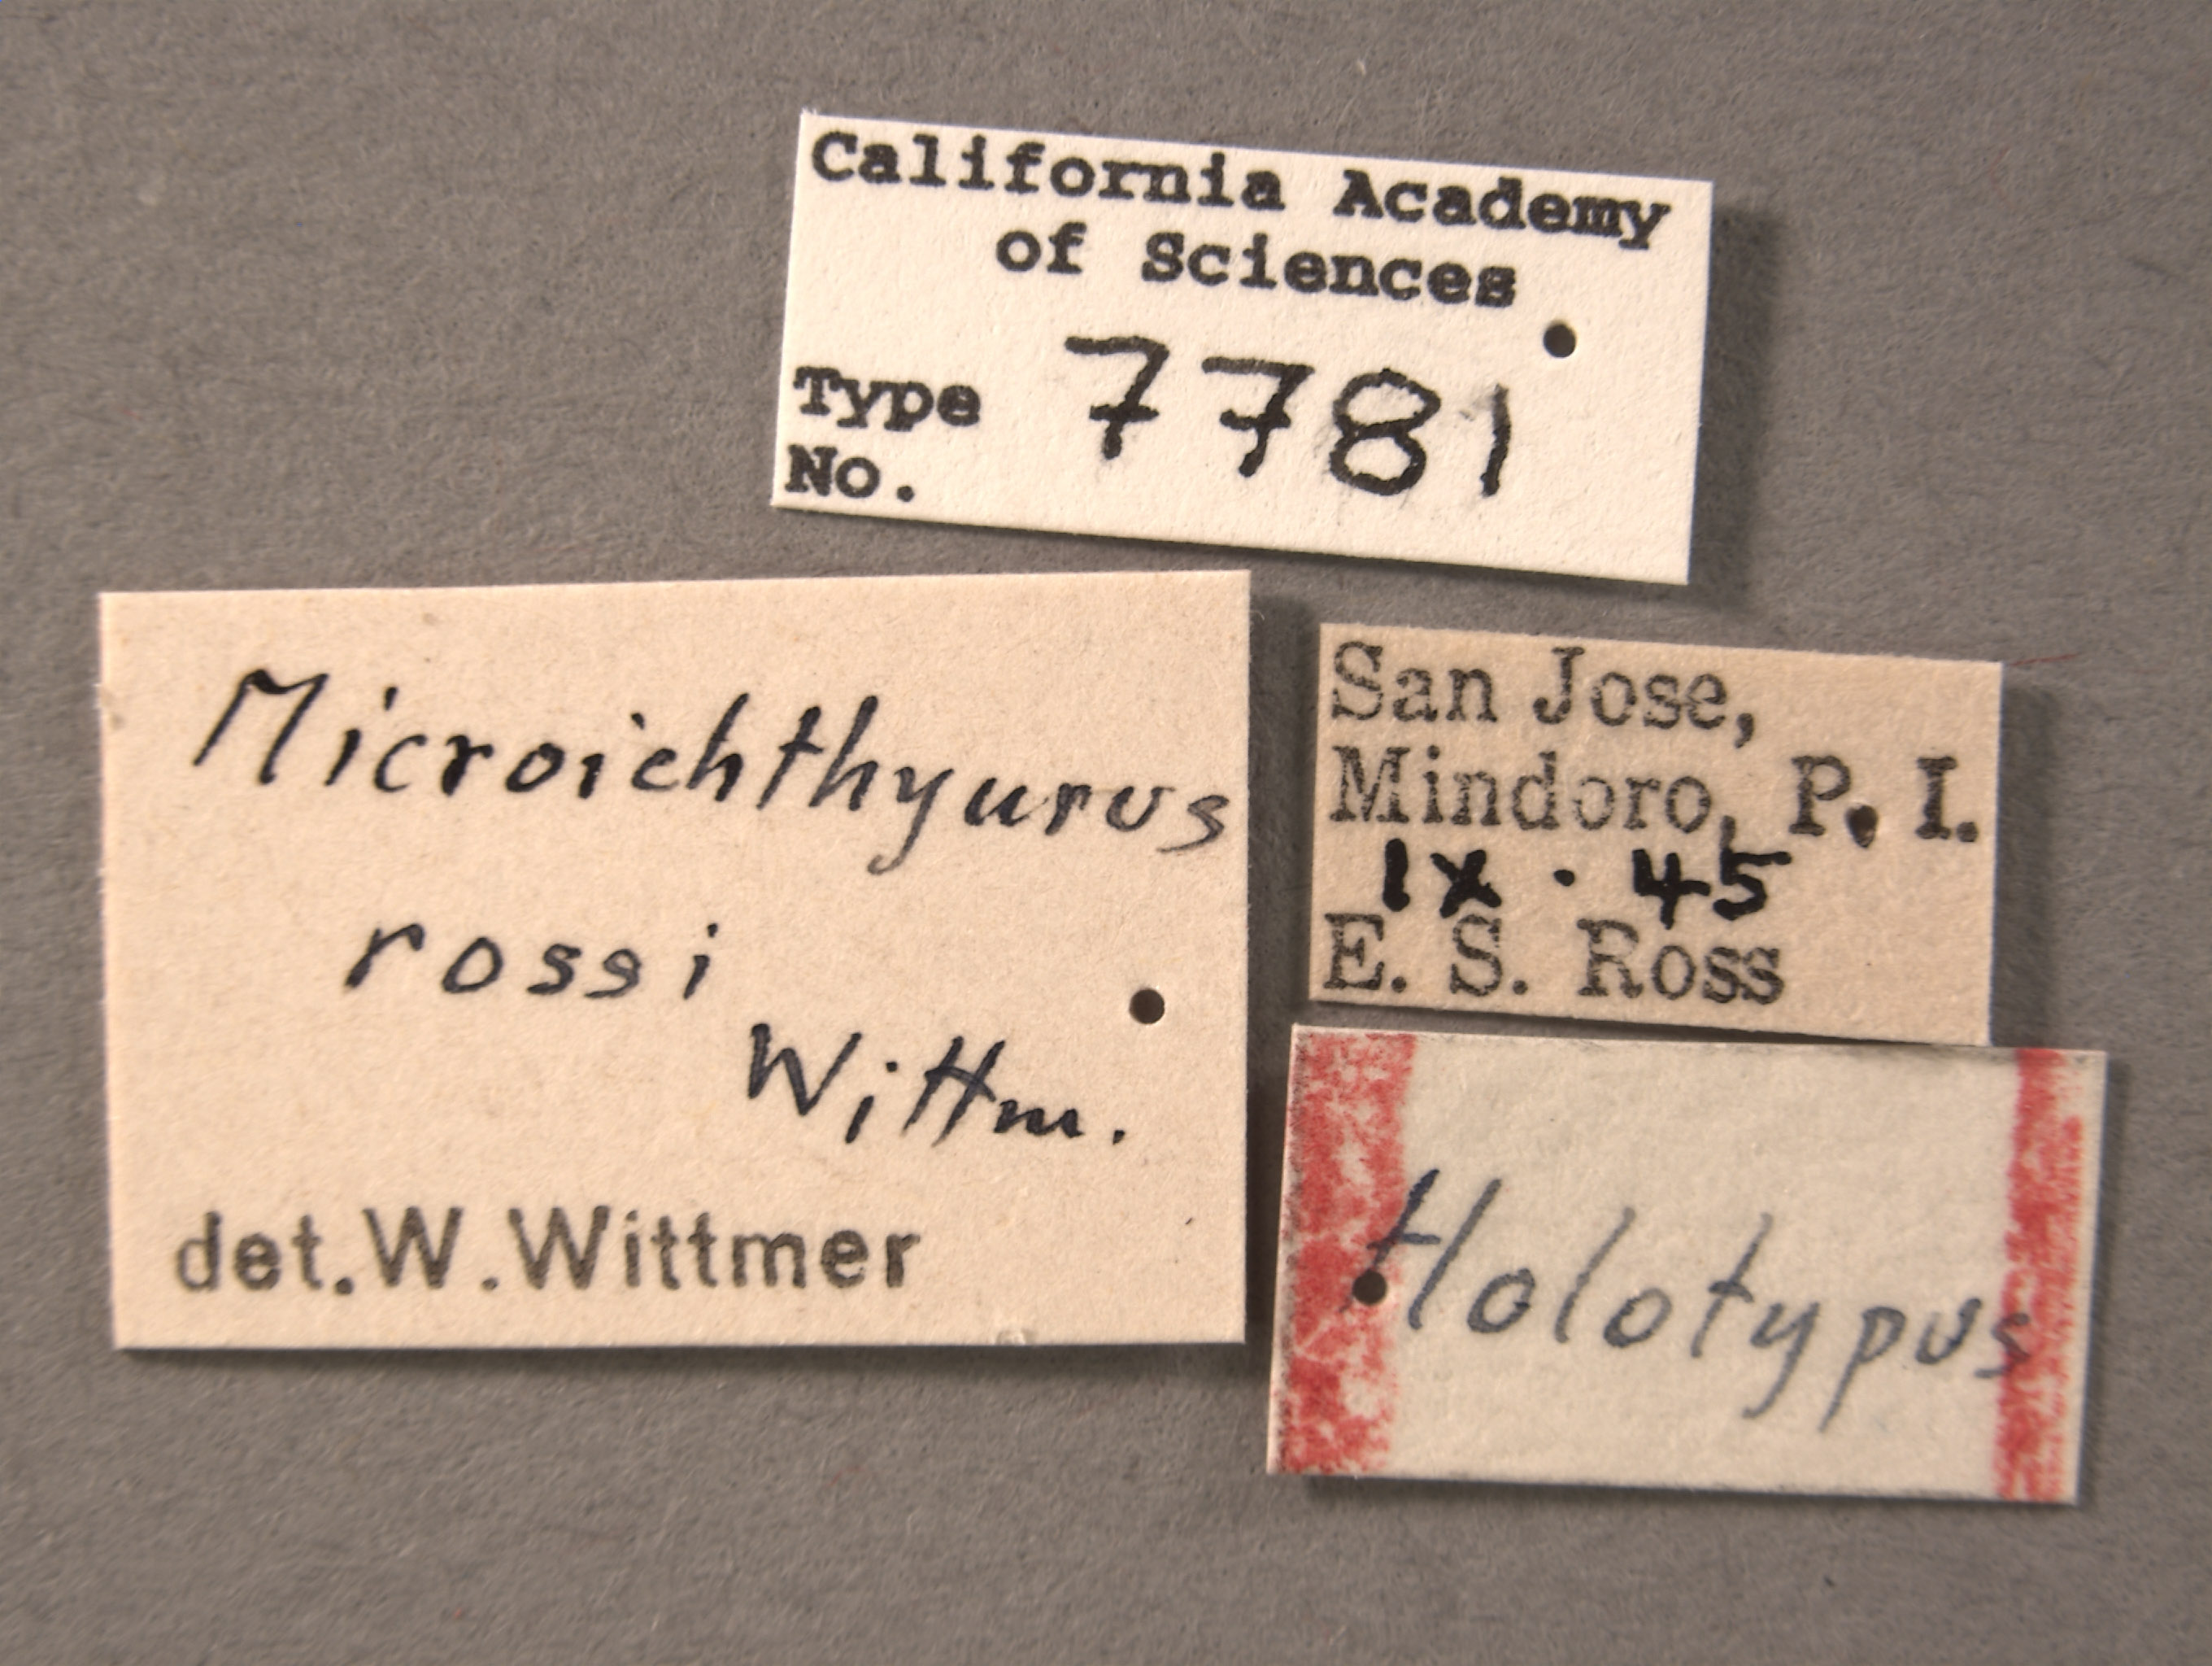 California Academy
of Sciences
Type
No. 7781
Microichthyurus
rossi
Wittm.
det. W. Wittmer
San Jose,
Mindoro, P. I.
IX · 45
E. S. Ross
Holotypus